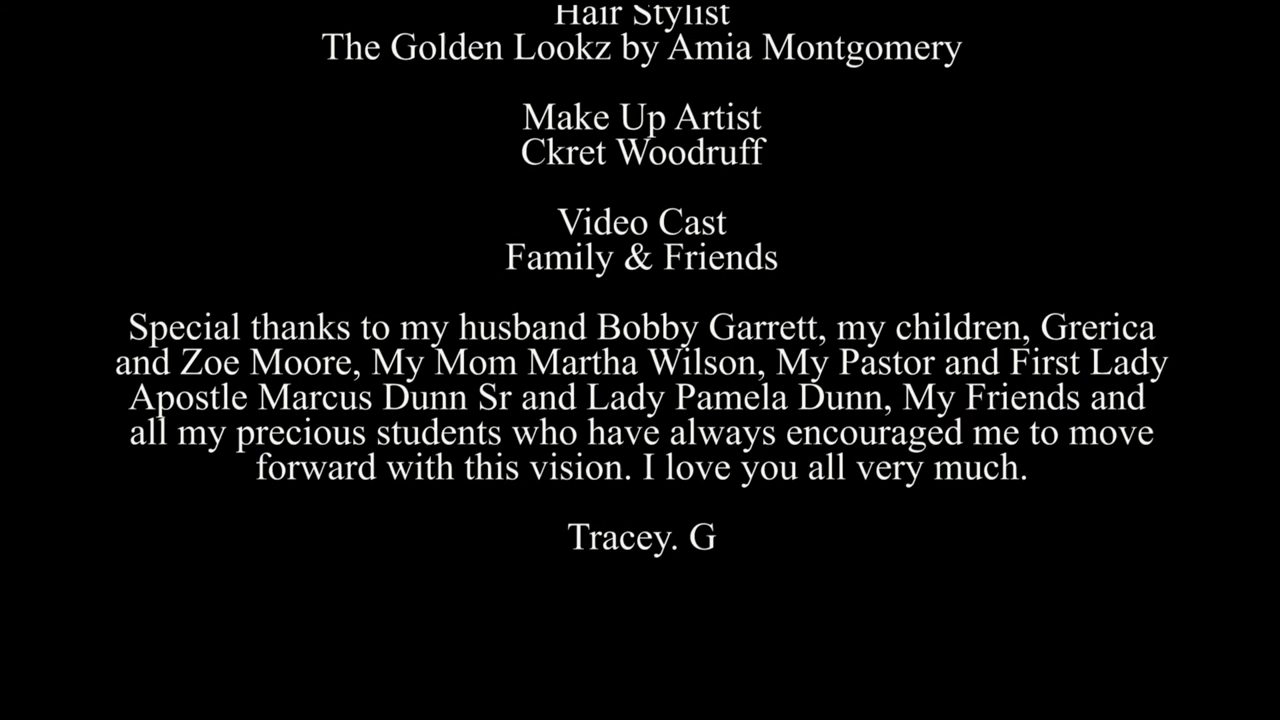 Hair Stylist
The Golden Lookz by Amia Montgomery
Make Up Artist
Ckret Woodruff
Video Cast
Family & Friends
Special thanks to my husband Bobby Garrett, my children, Grerica
and Zoe Moore, My Mom Martha Wilson, My Pastor and First Lady
Apostle Marcus Dunn Sr and Lady Pamela Dunn, My Friends and
all my precious students who have always encouraged me to move
forward with this vision. I love you all very much.
Tracey. G